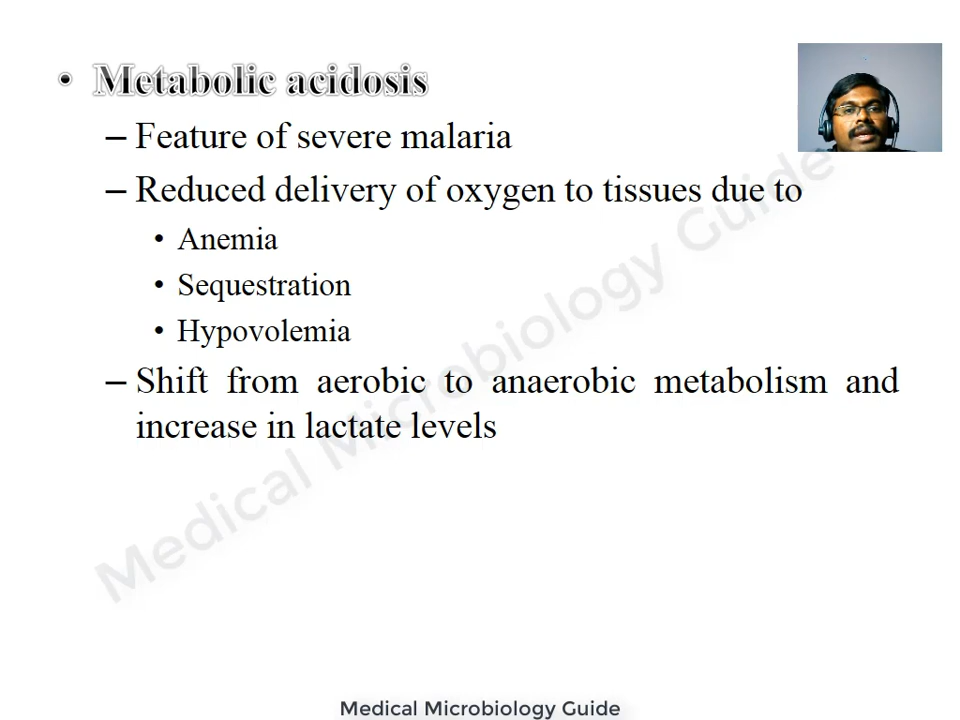 • Metabolic acidosis
– Feature of severe malaria
– Reduced delivery of oxygen to tissues due to
• Anemia
• Sequestration
• Hypovolemia
– Shift from aerobic to anaerobic metabolism and
increase in lactate levels
Medical Microbiology Guide
Medical Microbiology Guide